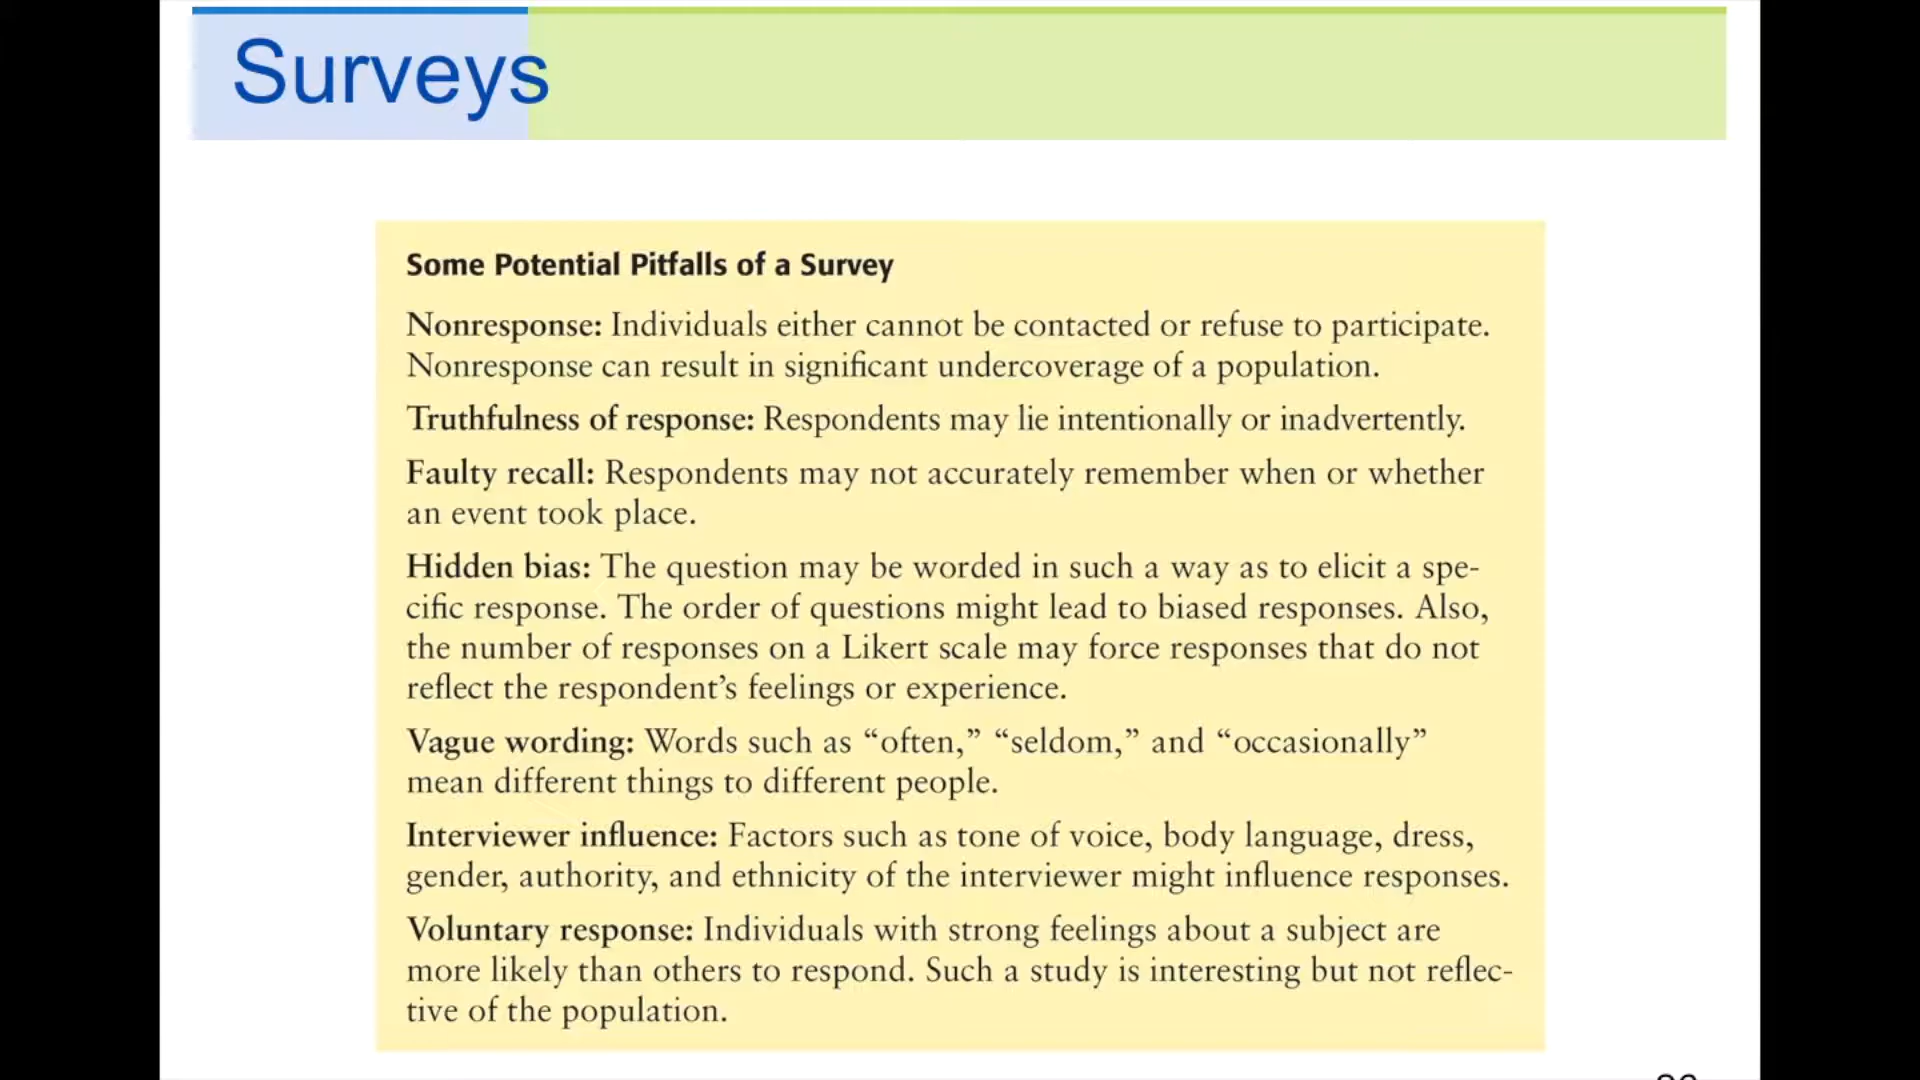 Surveys
Some Potential Pitfalls of a Survey
Nonresponse: Individuals either cannot be contacted or refuse to participate.
Nonresponse can result in significant undercoverage of a population.
Truthfulness of response: Respondents may lie intentionally or inadvertently.
Faulty recall: Respondents may not accurately remember when or whether
an event took place.
Hidden bias: The question may be worded in such a way as to elicit a spe-
cific response. The order of questions might lead to biased responses. Also,
the number of responses on a Likert scale may force responses that do not
reflect the respondent’s feelings or experience.
Vague wording: Words such as “often,” “seldom,” and “occasionally”
mean different things to different people.
Interviewer influence: Factors such as tone of voice, body language, dress,
gender, authority, and ethnicity of the interviewer might influence responses.
Voluntary response: Individuals with strong feelings about a subject are
more likely than others to respond. Such a study is interesting but not reflec-
tive of the population.